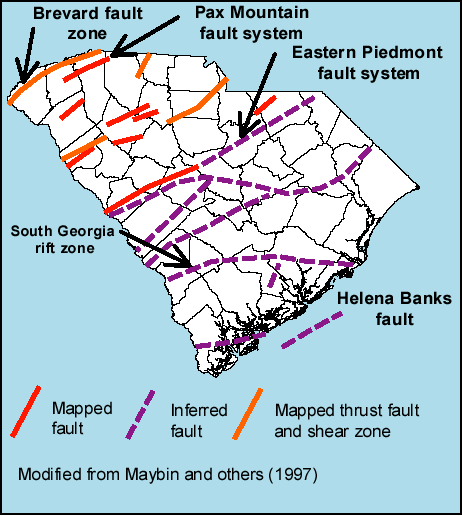 Brevard fault
zone
Pax Mountain
fault system
Eastern Piedmont
fault system
South Georgia
rift zone
Helena Banks
fault
Mapped
fault
Inferred
fault
Mapped thrust fault
and shear zone
Modified from Maybin and others (1997)